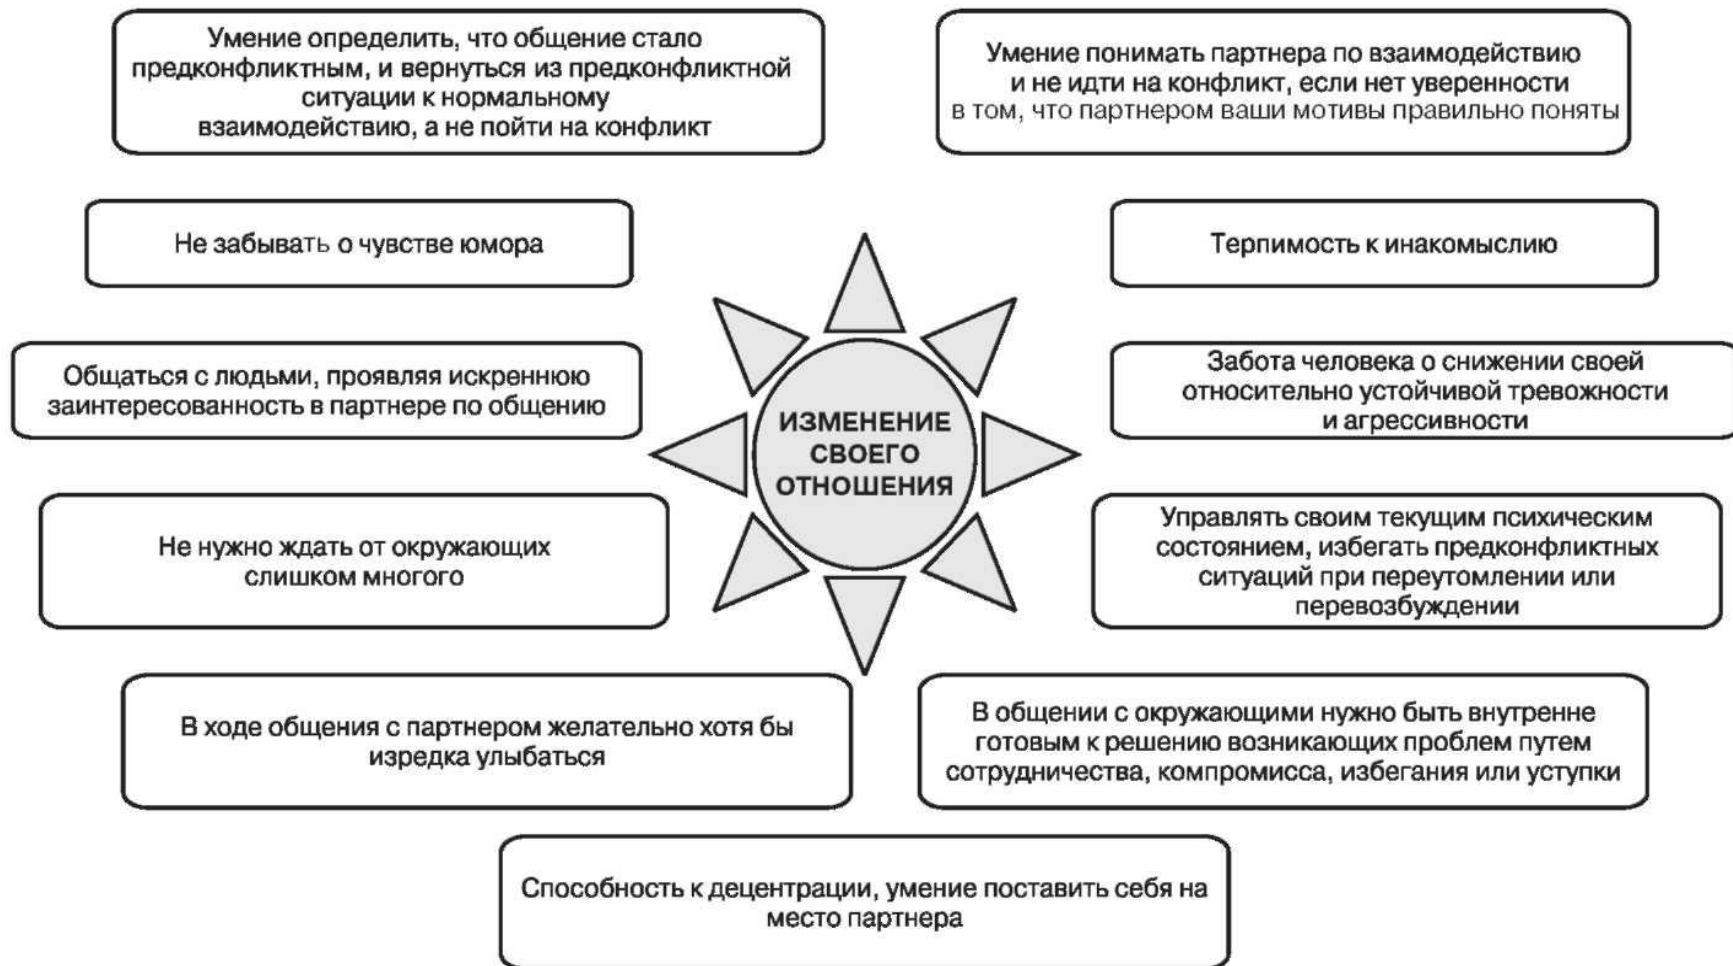 Умение определить, что общение стало
предконфликтным, и вернуться из предконфликтной
ситуации к нормальному
взаимодействию, а не пойти на конфликт
Умение понимать партнера по взаимодействию
и не идти на конфликт, если нет уверенности
в том, что партнером ваши мотивы правильно поняты
Не забывать о чувстве юмора
Терпимость к инакомыслию
Общаться с людьми, проявляя искреннюю
заинтересованность в партнере по общению
Забота человека о снижении своей
относительно устойчивой тревожности
и агрессивности
ИЗМЕНЕНИЕ
СВОЕГО
ОТНОШЕНИЯ
Не нужно ждать от окружающих
слишком многого
Управлять своим текущим психическим
состоянием, избегать предконфликтных
ситуаций при переутомлении или
перевозбуждении
В ходе общения с партнером желательно хотя бы
изредка улыбаться
В общении с окружающими нужно быть внутренне
готовым к решению возникающих проблем путем
сотрудничества, компромисса, избегания или уступки
Способность к децентрации, умение поставить себя на
место партнера